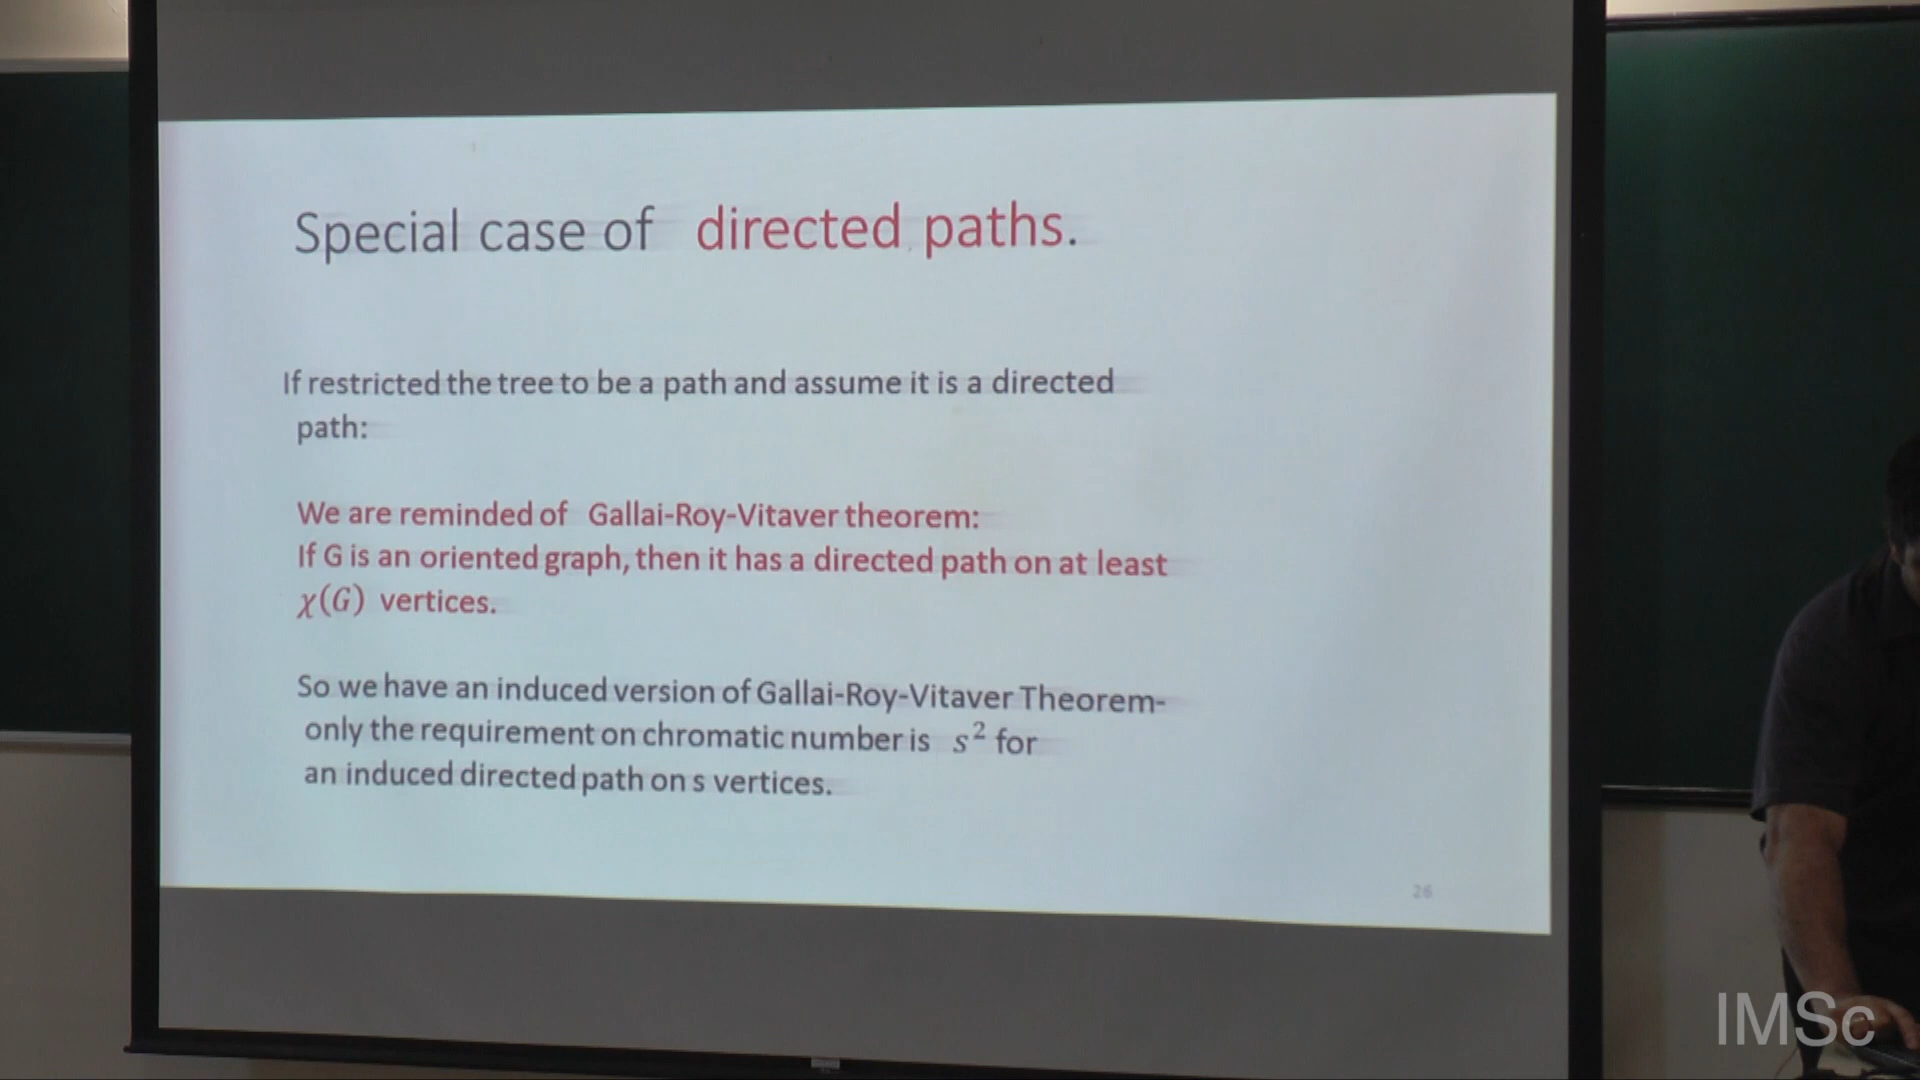 Special case of directed paths.
If restricted the tree to be a path and assume it is a directed
path:
We are reminded of Gallai-Roy-Vitaver theorem:
If G is an oriented graph, then it has a directed path on at least
χ(G) vertices.
So we have an induced version of Gallai-Roy-Vitaver Theorem-
only the requirement on chromatic number is s² for
an induced directed path on s vertices.
26
IMSc